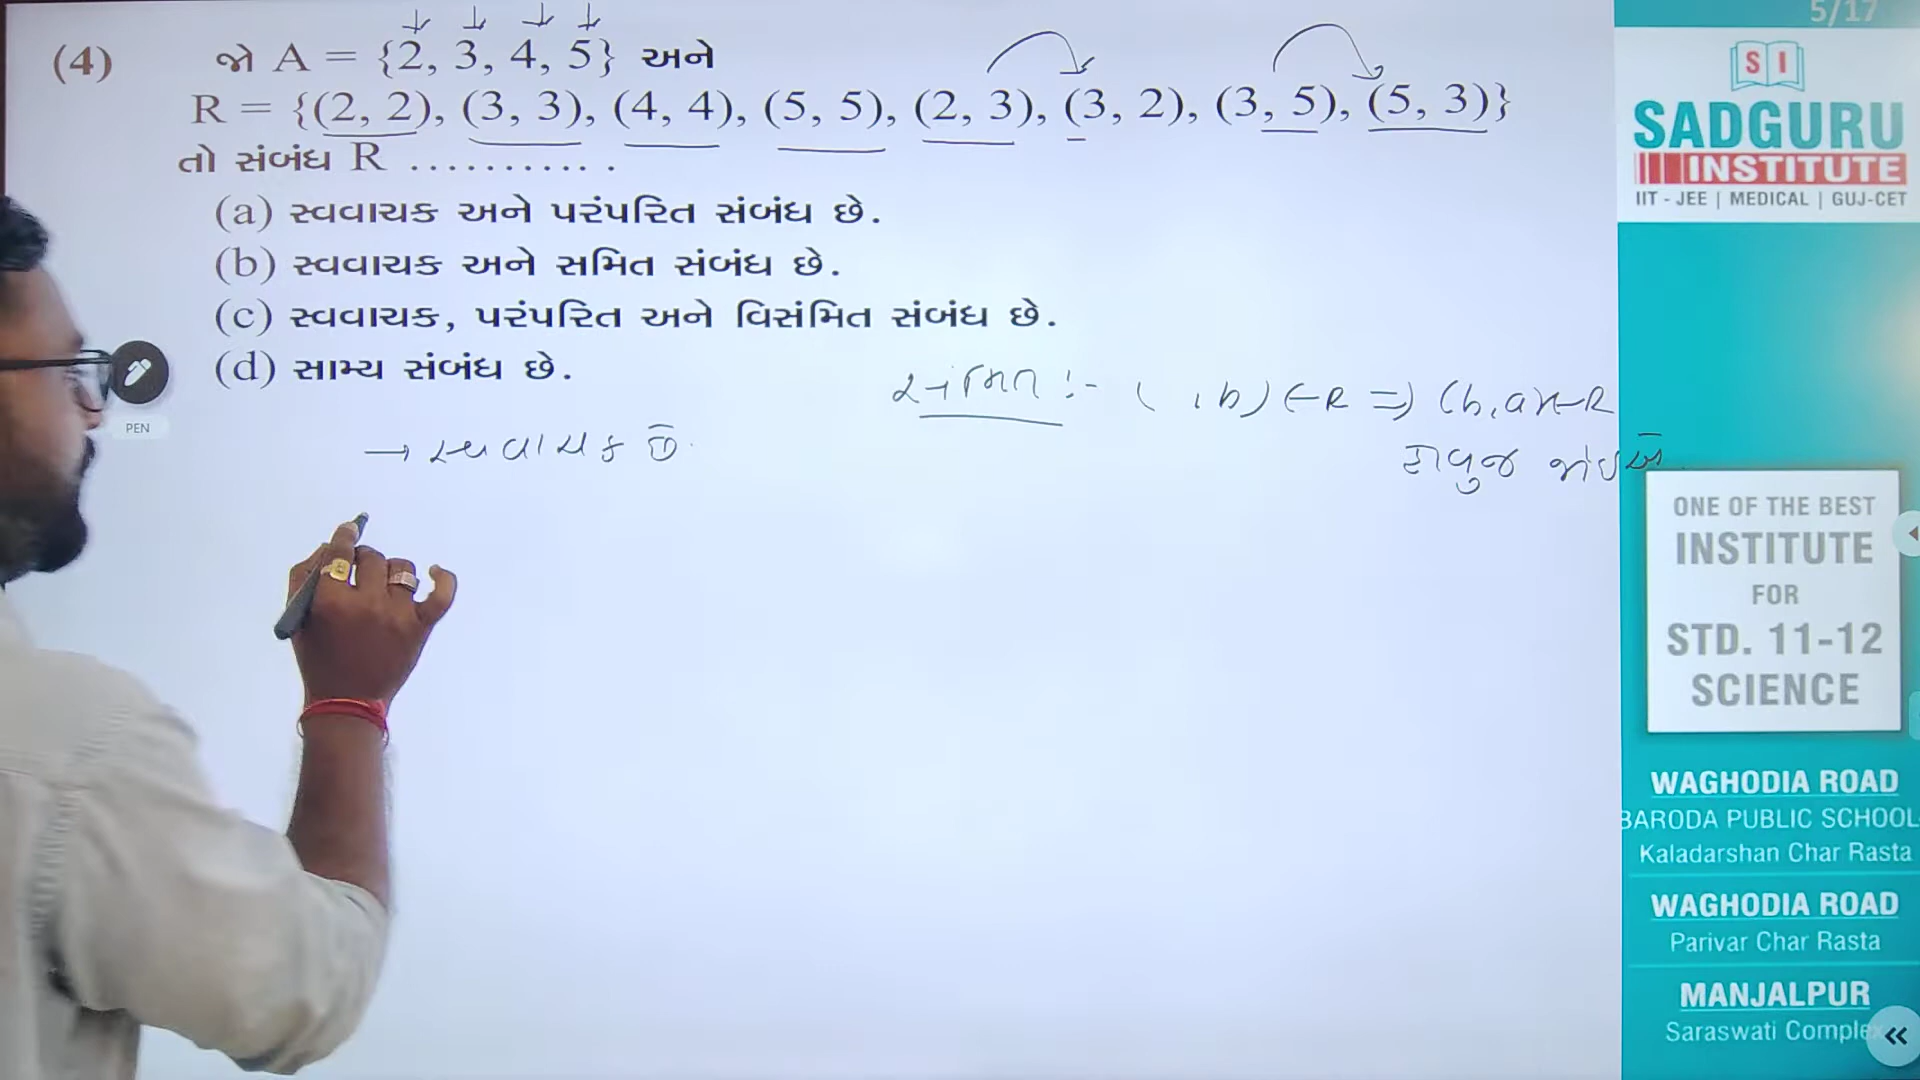 5/17
(4) જો A = {2, 3, 4, 5} અને
R = {(2, 2), (3, 3), (4, 4), (5, 5), (2, 3), (3, 2), (3, 5), (5, 3)}
તો સંબંધ R .......... .
(a) સ્વવાચક અને પરંપરિત સંબંધ છે.
(b) સ્વવાચક અને સમિત સંબંધ છે.
(c) સ્વવાચક, પરંપરિત અને વિસંમિત સંબંધ છે.
(d) સામ્ય સંબંધ છે.
PEN
( , b) ∈ R ⇒ (b, a) ∈ R
→ સ્વવાચક છે.
SI
SADGURU
INSTITUTE
IIT - JEE | MEDICAL | GUJ-CET
ONE OF THE BEST
INSTITUTE
FOR
STD. 11-12
SCIENCE
WAGHODIA ROAD
BARODA PUBLIC SCHOOL
Kaladarshan Char Rasta
WAGHODIA ROAD
Parivar Char Rasta
MANJALPUR
Saraswati Comple